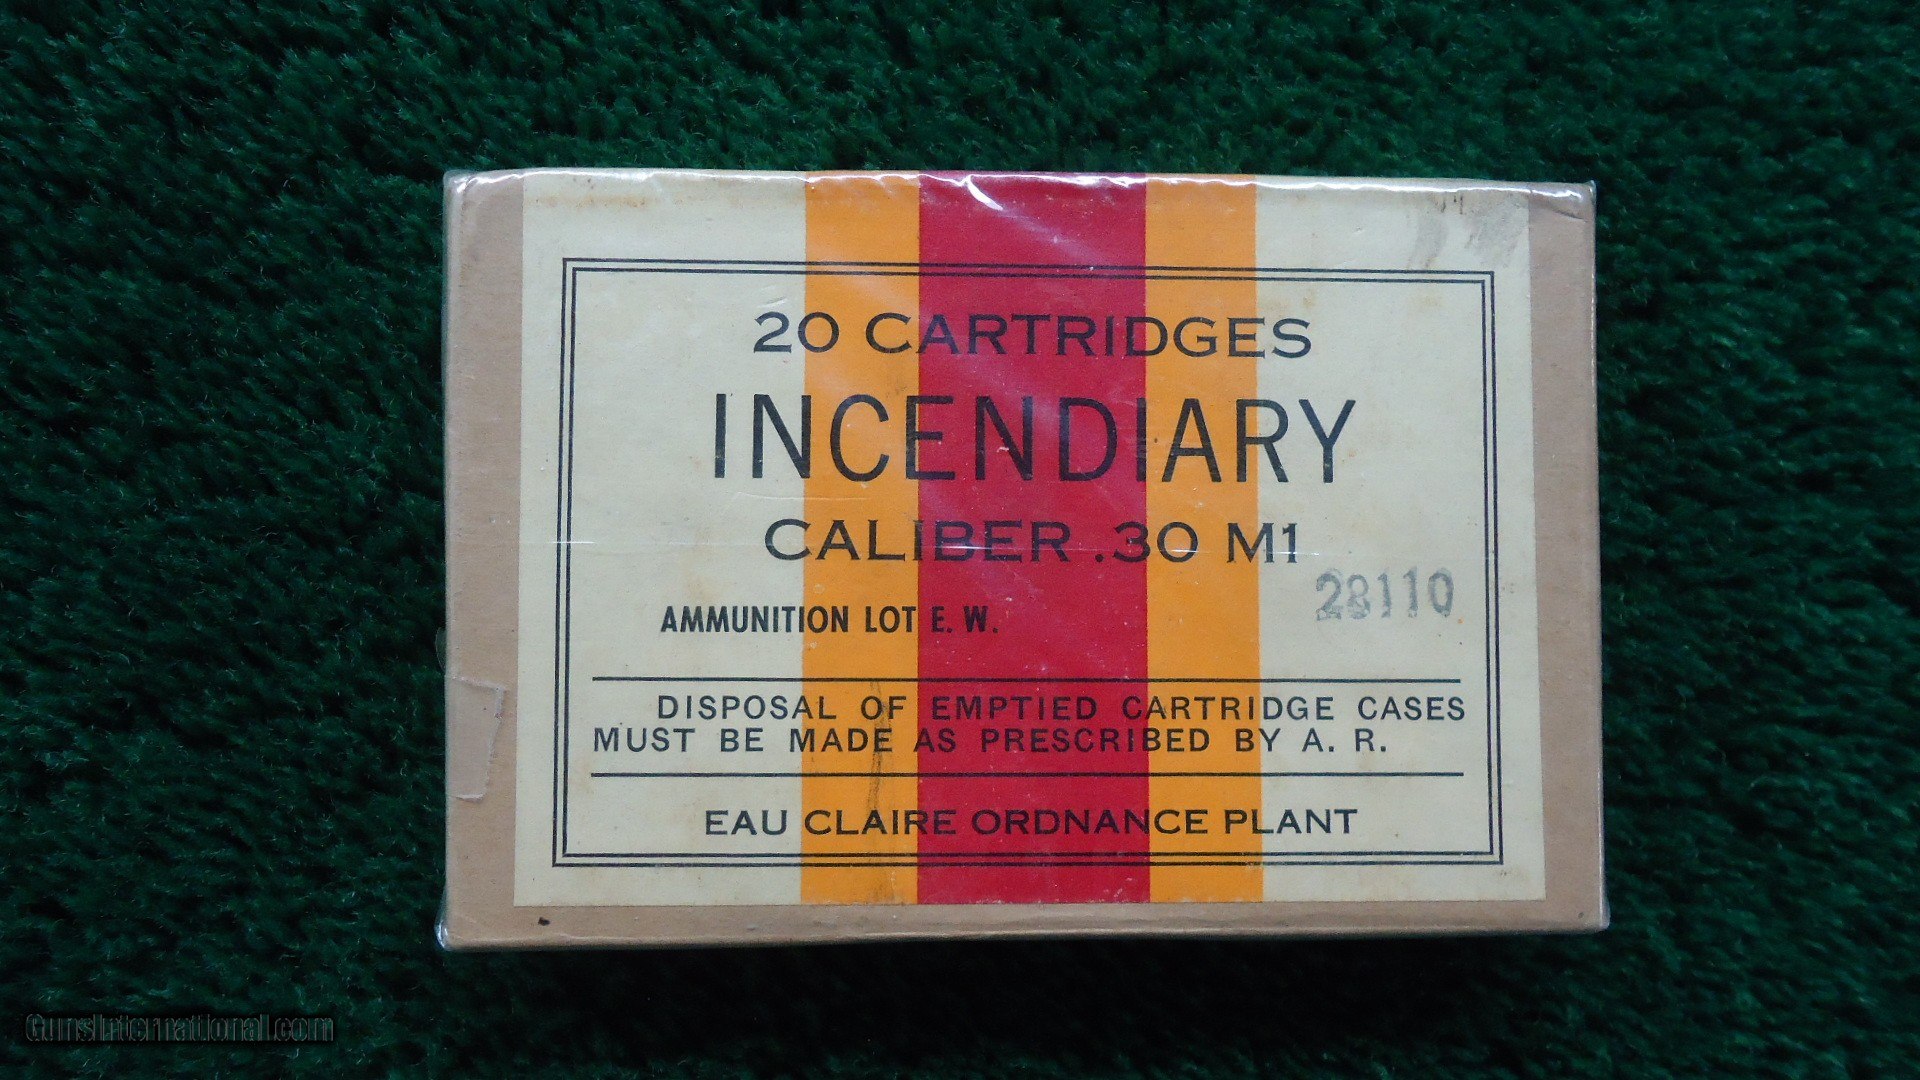 20 CARTRIDGES
INCENDIARY
CALIBER .30 M1
28110
AMMUNITION LOT E. W.
DISPOSAL OF EMPTIED CARTRIDGE CASES
MUST BE MADE AS PRESCRIBED BY A. R.
EAU CLAIRE ORDNANCE PLANT
GunsInternational.com